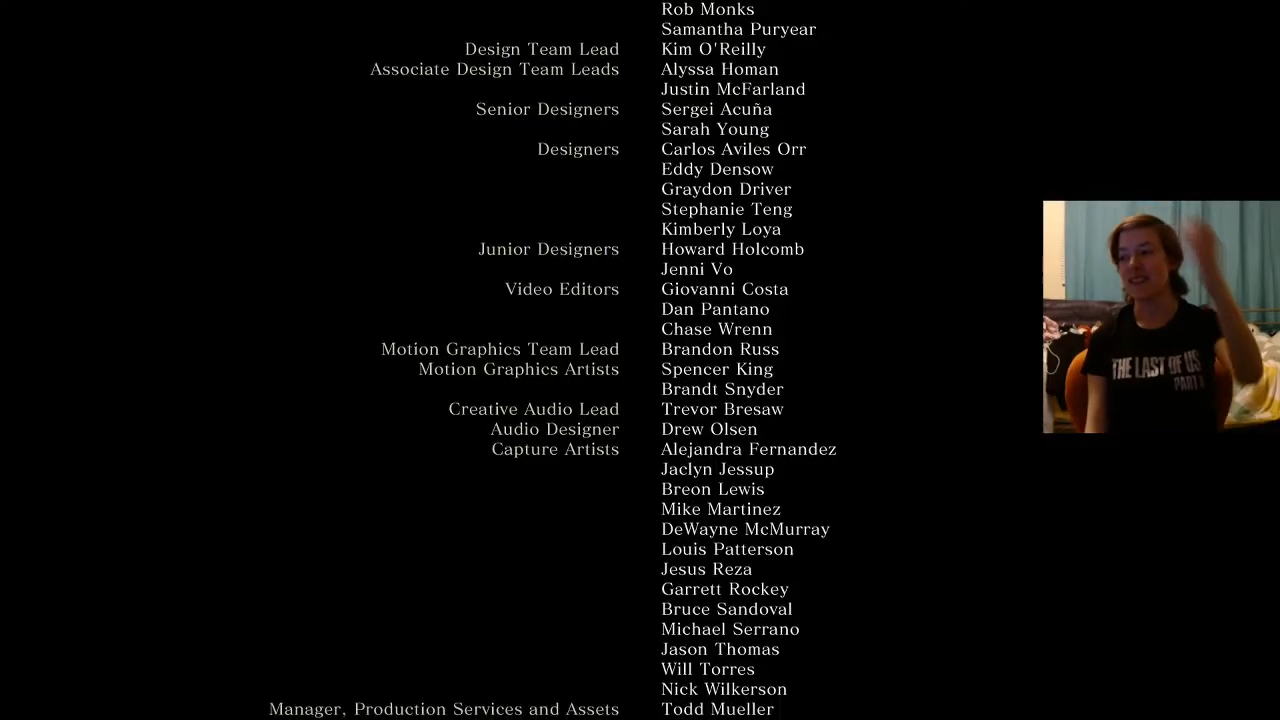 Rob Monks
Samantha Puryear
Design Team Lead Kim O'Reilly
Associate Design Team Leads Alyssa Homan
Justin McFarland
Senior Designers Sergei Acuña
Sarah Young
Designers Carlos Aviles Orr
Eddy Densow
Graydon Driver
Stephanie Teng
Kimberly Loya
Junior Designers Howard Holcomb
Jenni Vo
Video Editors Giovanni Costa
Dan Pantano
Chase Wrenn
Motion Graphics Team Lead Brandon Russ
Motion Graphics Artists Spencer King
Brandt Snyder
Creative Audio Lead Trevor Bresaw
Audio Designer Drew Olsen
Capture Artists Alejandra Fernandez
Jaclyn Jessup
Breon Lewis
Mike Martinez
DeWayne McMurray
Louis Patterson
Jesus Reza
Garrett Rockey
Bruce Sandoval
Michael Serrano
Jason Thomas
Will Torres
Nick Wilkerson
Manager, Production Services and Assets Todd Mueller
THE LAST OF US
PART II